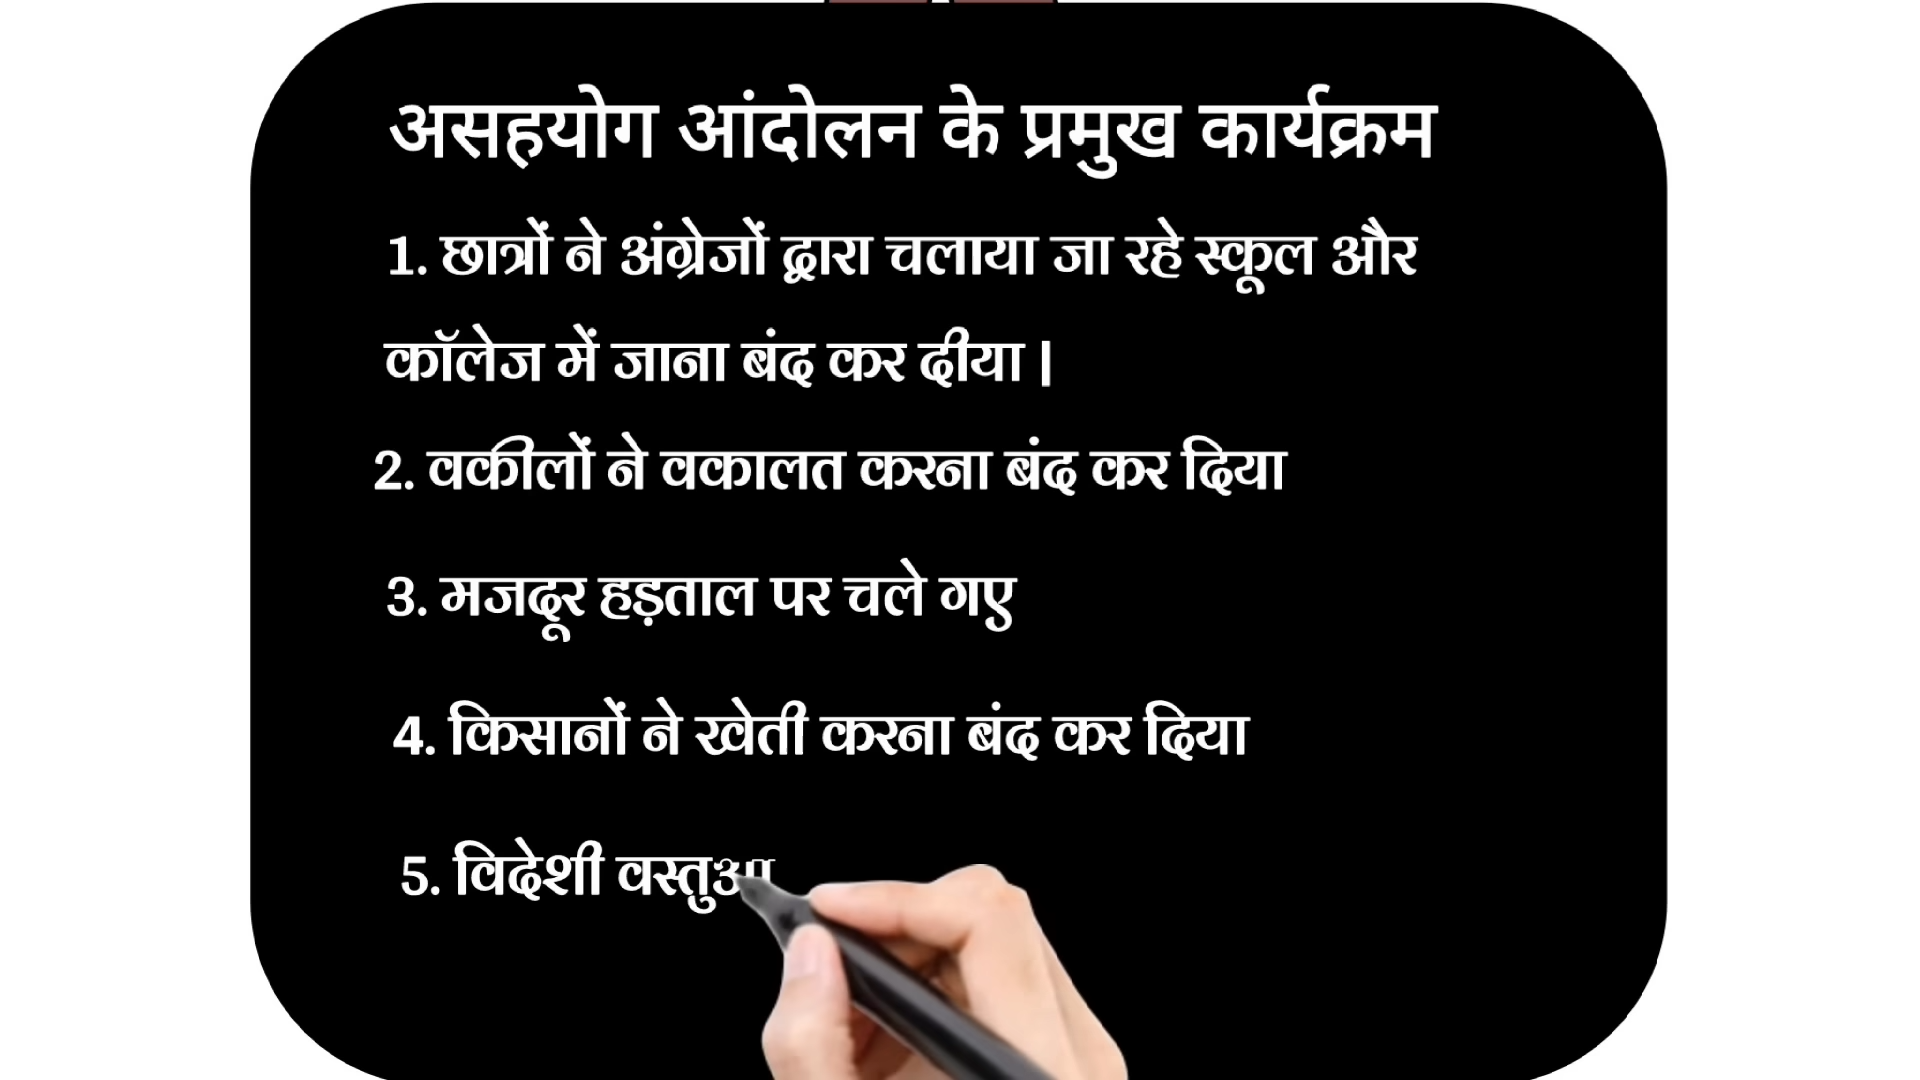 असहयोग आंदोलन के प्रमुख कार्यक्रम
1. छात्रों ने अंग्रेजों द्वारा चलाया जा रहे स्कूल और
कॉलेज में जाना बंद कर दीया |
2. वकीलों ने वकालत करना बंद कर दिया
3. मजदूर हड़ताल पर चले गए
4. किसानों ने खेती करना बंद कर दिया
5. विदेशी